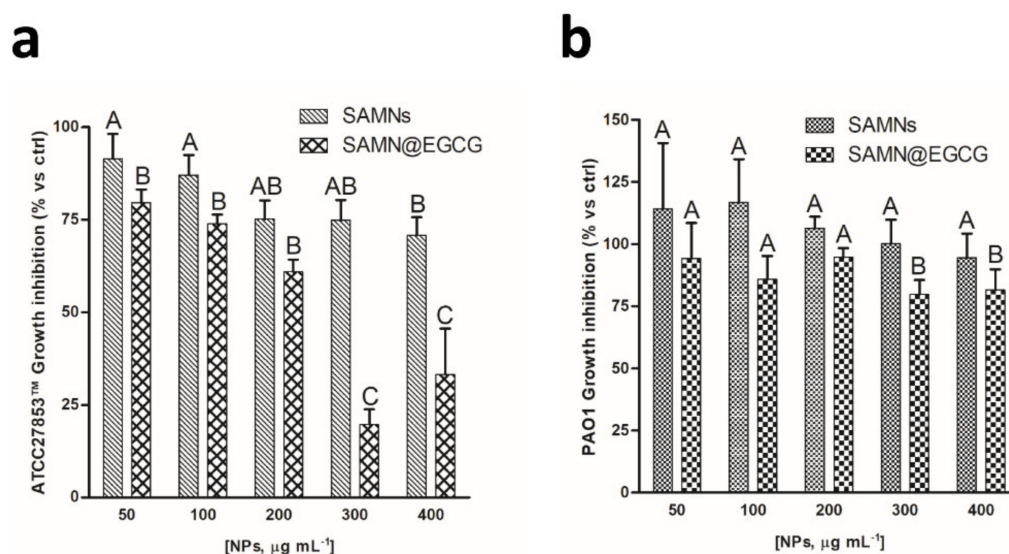 a
ATCC27853™ Growth inhibition (% vs ctrl)
100
75
50
25
0
SAMNs
SAMN@EGCG
A
B
A
B
AB
B
AB
C
B
C
50 100 200 300 400
[NPs, µg mL⁻¹]
b
PAO1 Growth inhibition (% vs ctrl)
150
125
100
75
50
25
0
SAMNs
SAMN@EGCG
A
A
A
A
A
A
A
B
A
B
50 100 200 300 400
[NPs, µg mL⁻¹]